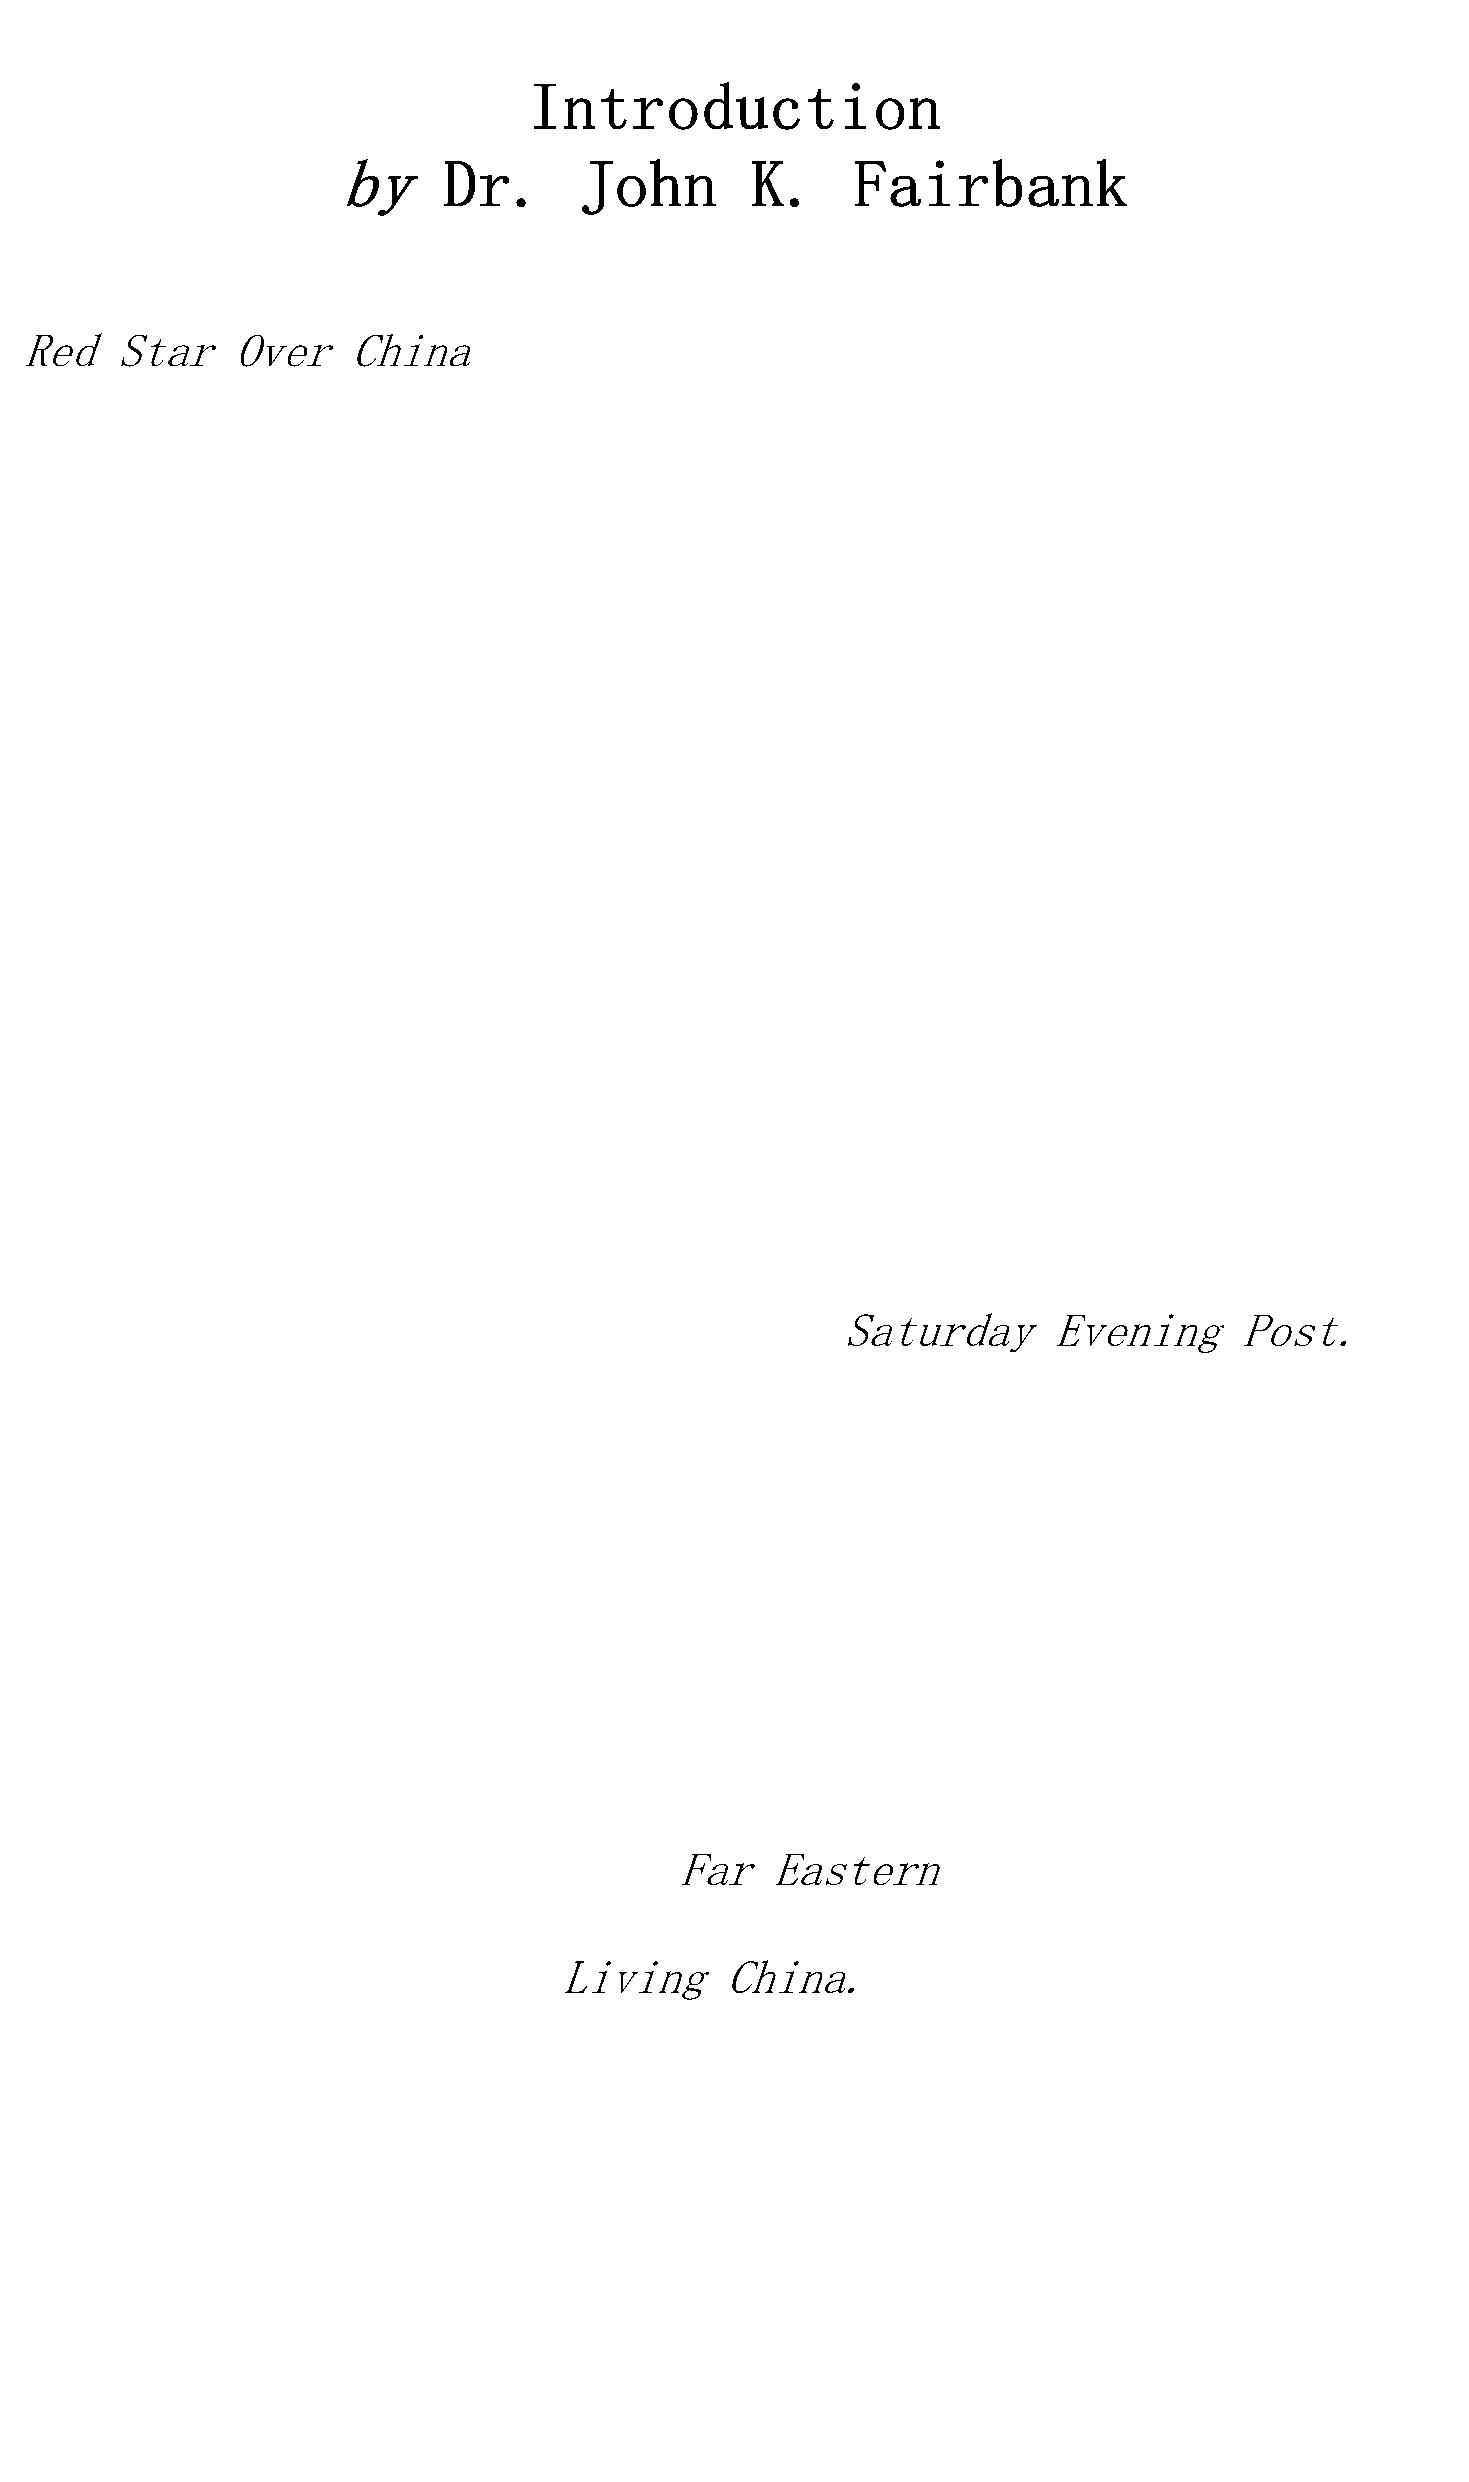 Introduction
by Dr. John K. Fairbank
Red Star Over China
Saturday Evening Post.
Far Eastern
Living China.